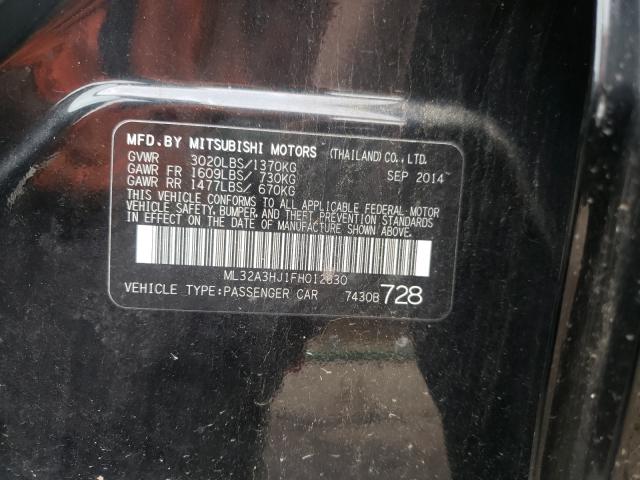 MFD.BY MITSUBISHI MOTORS (THAILAND) CO.,LTD.
GVWR 3020LBS/1370KG SEP 2014
GAWR FR 1609LBS/ 730KG
GAWR RR 1477LBS/ 670KG
THIS VEHICLE CONFORMS TO ALL APPLICABLE FEDERAL MOTOR
VEHICLE SAFETY, BUMPER, AND THEFT PREVENTION STANDARDS
IN EFFECT ON THE DATE OF MANUFACTURE SHOWN ABOVE.
VEHICLE TYPE:PASSENGER CAR 7430B 728